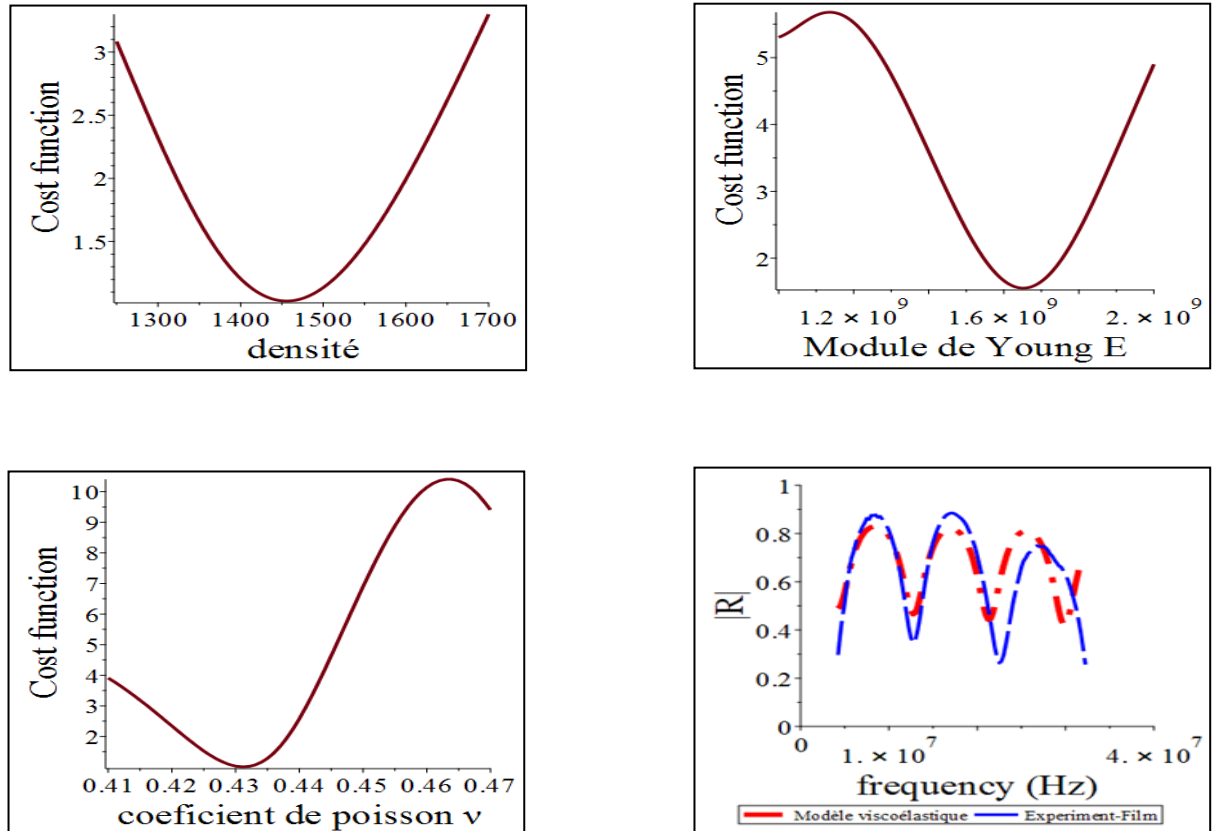 3
2.5
2
1.5
Cost function
1300 1400 1500 1600 1700
densité
5
4
3
2
Cost function
1.2 × 10⁹ 1.6 × 10⁹ 2. × 10⁹
Module de Young E
10
9
8
7
6
5
4
3
2
Cost function
0.41 0.42 0.43 0.44 0.45 0.46 0.47
coeficient de poisson ν
1
0.8
0.6
0.4
0.2
0
|R|
0 1. × 10⁷ 4. × 10⁷
frequency (Hz)
Modèle viscoélastique Experiment-Film